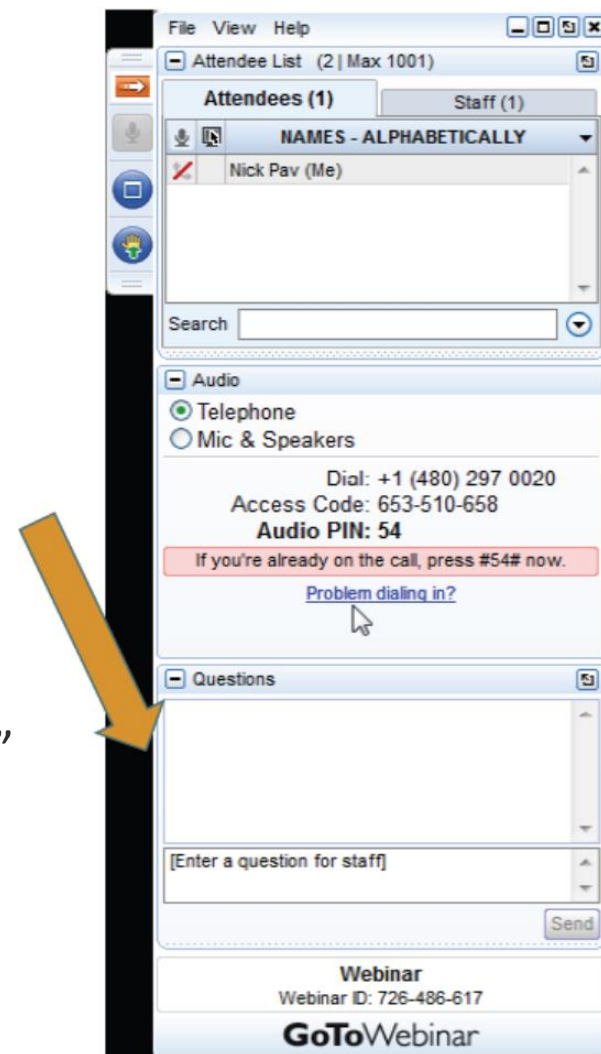 File View Help
Attendee List (2 | Max 1001)
Attendees (1) Staff (1)
NAMES - ALPHABETICALLY
Nick Pav (Me)
Search
Audio
Telephone
Mic & Speakers
Dial: +1 (480) 297 0020
Access Code: 653-510-658
Audio PIN: 54
If you're already on the call, press #54# now.
Problem dialing in?
Questions
”
[Enter a question for staff]
Send
Webinar
Webinar ID: 726-486-617
GoToWebinar